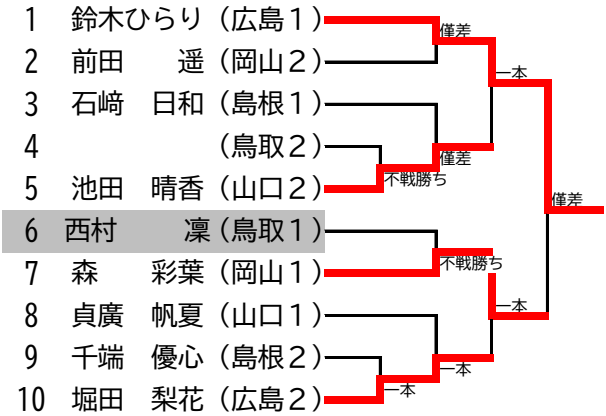 1 鈴木ひらり（広島１）
僅差
2 前田　　遥（岡山２）
一本
3 石﨑　日和（島根１）
4 　　　　　（鳥取２）
僅差
不戦勝ち
5 池田　晴香（山口２）
僅差
6 西村　　凜（鳥取１）
不戦勝ち
7 森　　彩葉（岡山１）
一本
8 貞廣　帆夏（山口１）
9 千端　優心（島根２）
一本
一本
10 堀田　梨花（広島２）